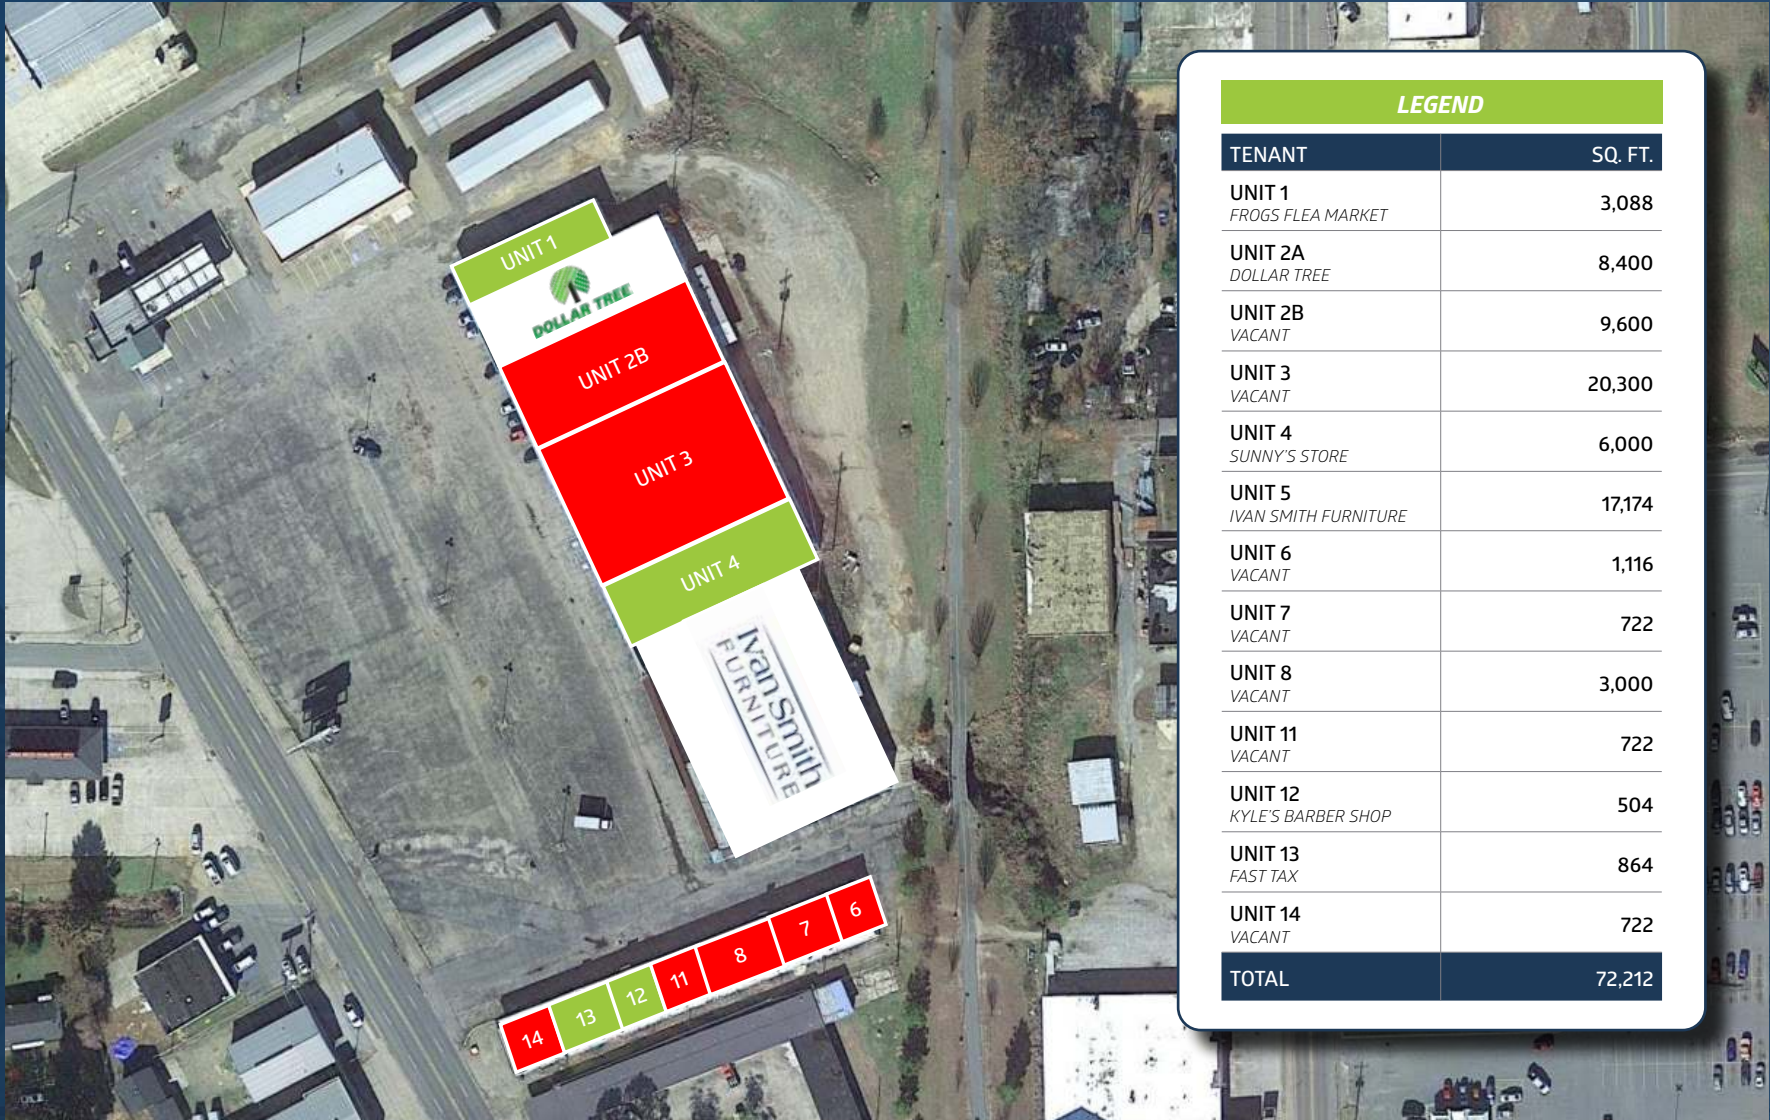 UNIT 1
DOLLAR TREE
UNIT 2B
UNIT 3
UNIT 4
Ivan Smith
FURNITURE
6
7
8
11
12
13
14
LEGEND
TENANT SQ. FT.
UNIT 1
FROGS FLEA MARKET
3,088
UNIT 2A
DOLLAR TREE
8,400
UNIT 2B
VACANT
9,600
UNIT 3
VACANT
20,300
UNIT 4
SUNNY'S STORE
6,000
UNIT 5
IVAN SMITH FURNITURE
17,174
UNIT 6
VACANT
1,116
UNIT 7
VACANT
722
UNIT 8
VACANT
3,000
UNIT 11
VACANT
722
UNIT 12
KYLE'S BARBER SHOP
504
UNIT 13
FAST TAX
864
UNIT 14
VACANT
722
TOTAL 72,212